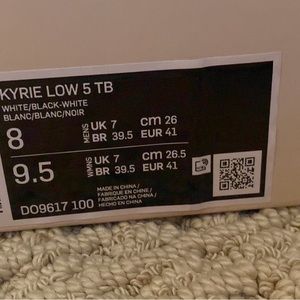 KYRIE LOW 5 TB
WHITE/BLACK-WHITE
BLANC/BLANC/NOIR
8 MENS UK 7 cm 26
BR 39.5 EUR 41
9.5 WMNS UK 7 cm 26.5
BR 39.5 EUR 41
MADE IN CHINA /
FABRIQUÉ EN CHINE /
FABRICADO NA CHINA /
HECHO EN CHINA
DO9617 100